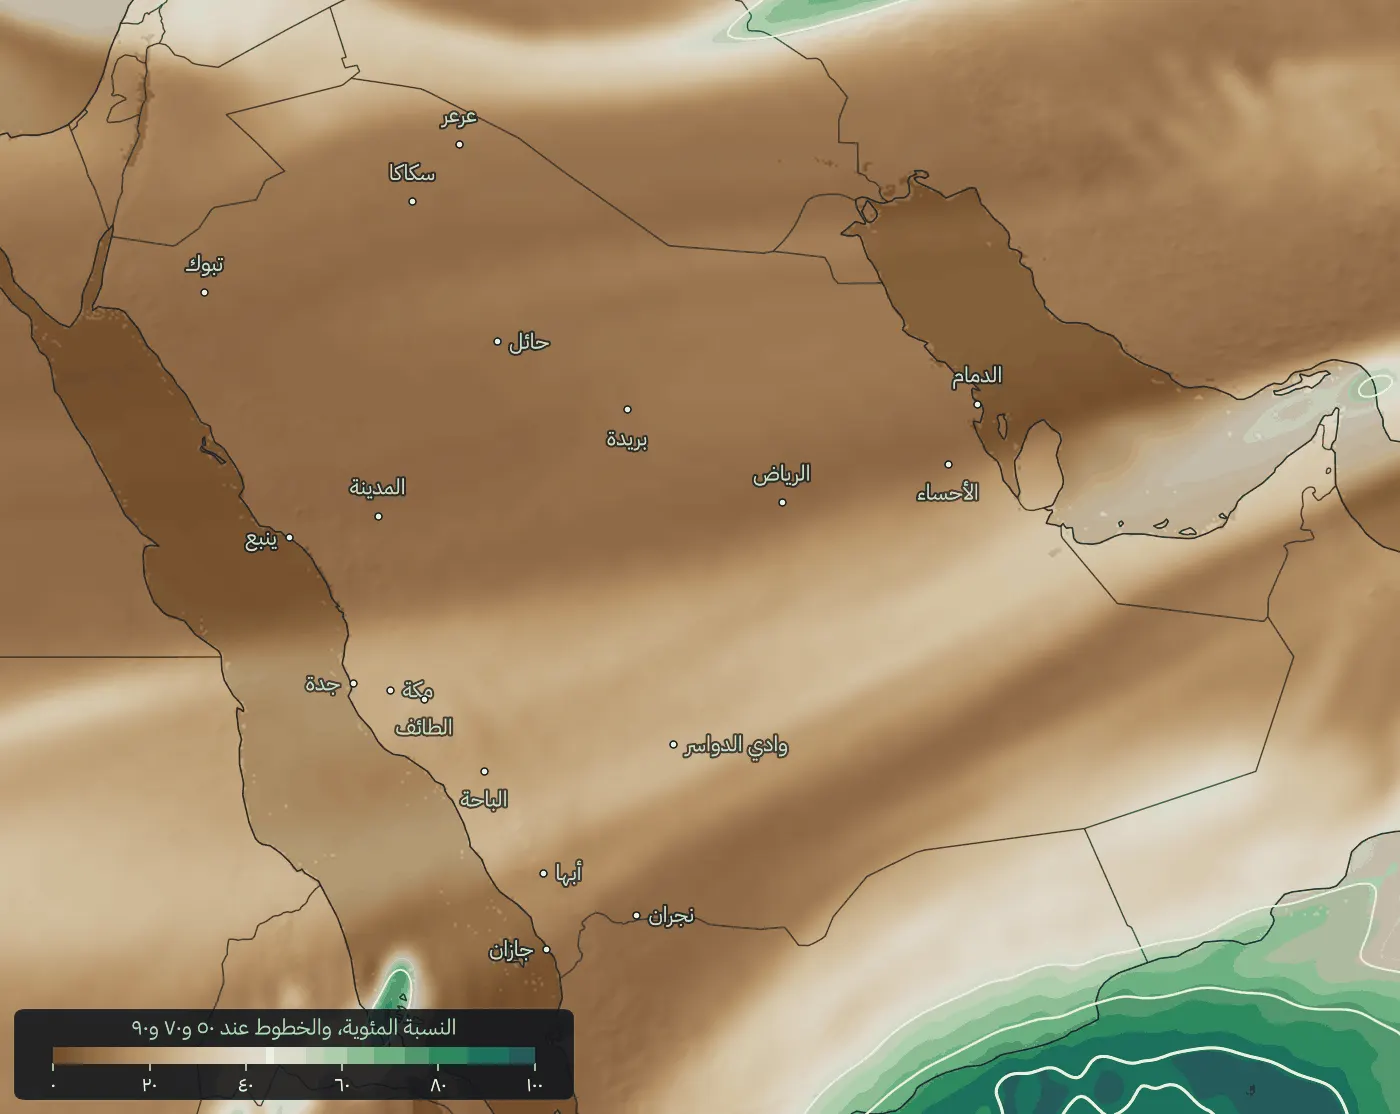 عرعر
سكاكا
تبوك
حائل
الدمام
بريدة
الرياض
الأحساء
المدينة
ينبع
جدة
مكة
الطائف
وادي الدواسر
الباحة
أبها
نجران
جازان
النسبة المئوية، والخطوط عند ٥٠ و٧٠ و٩٠
٠ ٢٠ ٤٠ ٦٠ ٨٠ ١٠٠